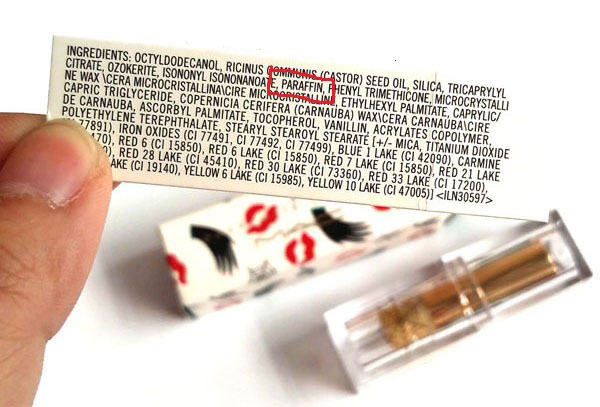 INGREDIENTS: OCTYLDODECANOL, RICINUS COMMUNIS (CASTOR) SEED OIL, SILICA, TRICAPRYLYL
CITRATE, OZOKERITE, ISONONYL ISONONANOATE, PARAFFIN, PHENYL TRIMETHICONE, MICROCRYSTALLI
NE WAX \CERA MICROCRISTALLINA\CIRE MICROCRISTALLINE, ETHYLHEXYL PALMITATE, CAPRYLIC/
CAPRIC TRIGLYCERIDE, COPERNICIA CERIFERA (CARNAUBA) WAX\CERA CARNAUBA\CIRE
DE CARNAUBA, ASCORBYL PALMITATE, TOCOPHEROL, VANILLIN, ACRYLATES COPOLYMER,
POLYETHYLENE TEREPHTHALATE, STEARYL STEAROYL STEARATE [+/- MICA, TITANIUM DIOXIDE
77891), IRON OXIDES (CI 77491, CI 77492, CI 77499), BLUE 1 LAKE (CI 42090), CARMINE
470), RED 6 (CI 15850), RED 6 LAKE (CI 15850), RED 7 LAKE (CI 15850), RED 21 LAKE
RED 28 LAKE (CI 45410), RED 30 LAKE (CI 73360), RED 33 LAKE (CI 17200),
LAKE (CI 19140), YELLOW 6 LAKE (CI 15985), YELLOW 10 LAKE (CI 47005)] <ILN30597>